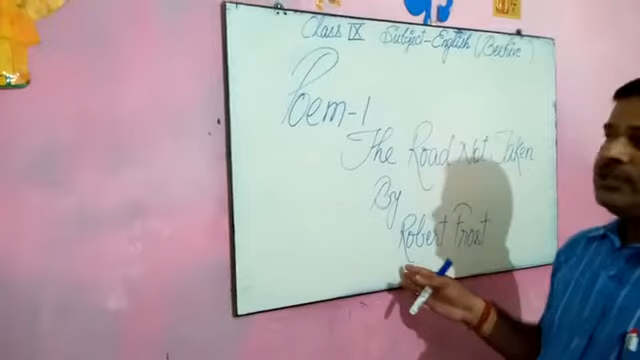 Class IX Subject-English (Beehive)
Poem-1
The Road Not Taken
By
Robert Frost